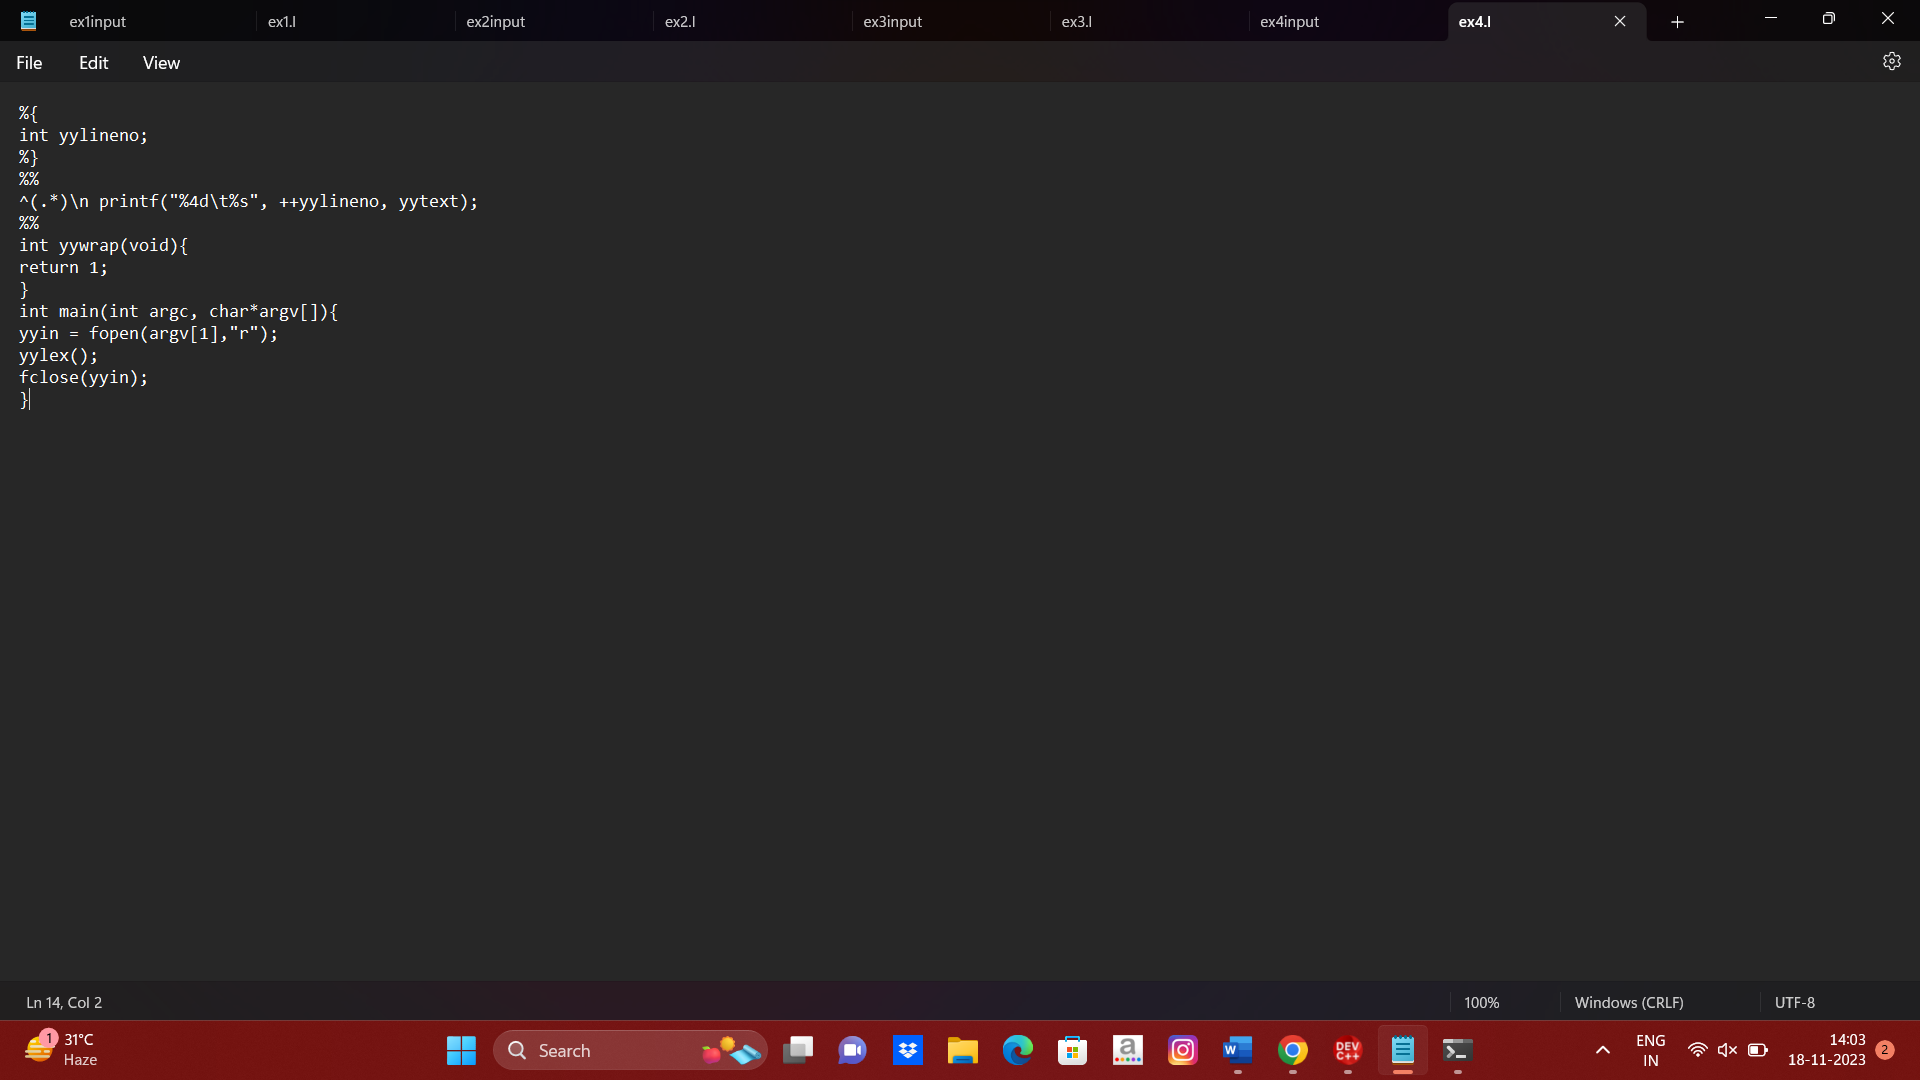 ex1input
ex1.l
ex2input
ex2.l
ex3input
ex3.l
ex4input
ex4.l
File
Edit
View
%{
int yylineno;
%}
%%
^(.*)\n printf("%4d\t%s", ++yylineno, yytext);
%%
int yywrap(void){
return 1;
}
int main(int argc, char*argv[]){
yyin = fopen(argv[1],"r");
yylex();
fclose(yyin);
}
Ln 14, Col 2
100%
Windows (CRLF)
UTF-8
1
31°C
Haze
Search
a
W
DEV
C++
ENG
IN
14:03
18-11-2023
2